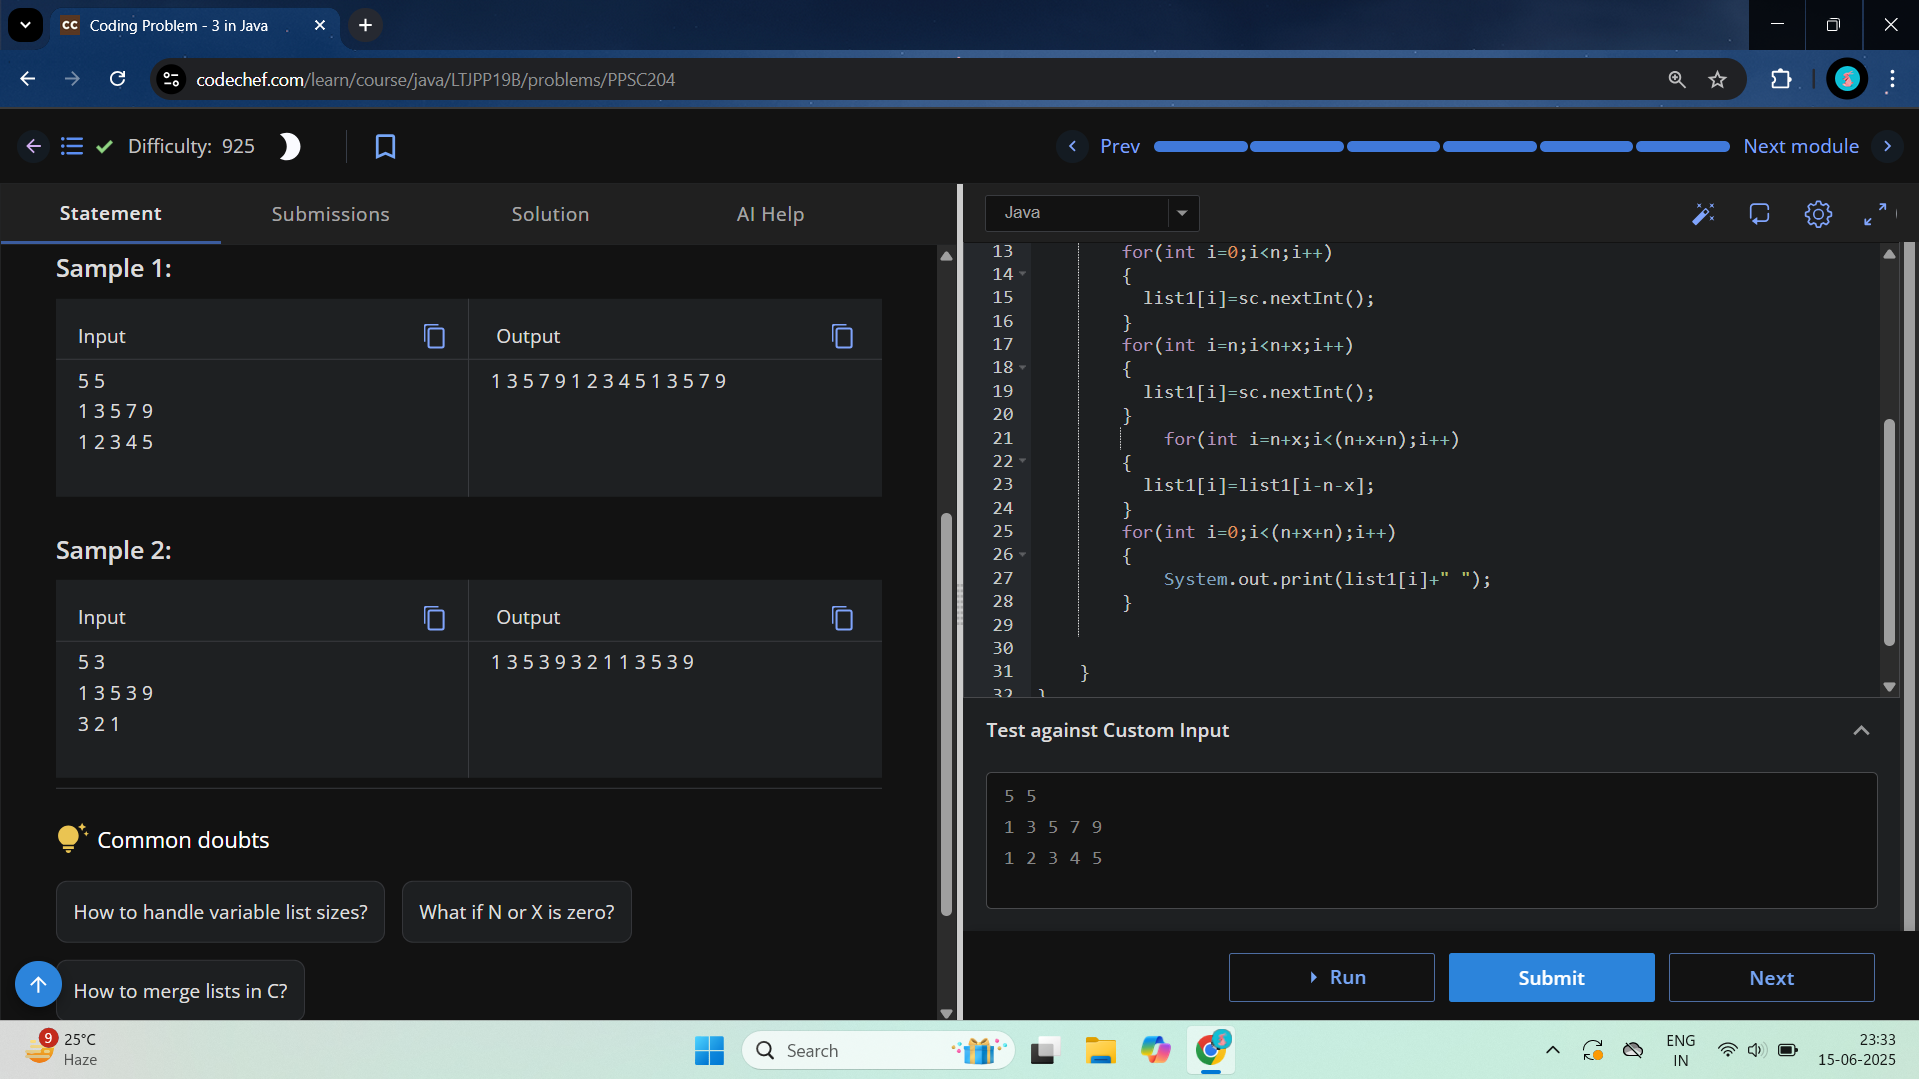 CC Coding Problem - 3 in Java
codechef.com/learn/course/java/LTJPP19B/problems/PPSC204
Difficulty: 925
Prev
Next module
Statement
Submissions
Solution
AI Help
Sample 1:
Input
Output
5 5
1 3 5 7 9
1 2 3 4 5
1 3 5 7 9 1 2 3 4 5 1 3 5 7 9
Sample 2:
Input
Output
5 3
1 3 5 3 9
3 2 1
1 3 5 3 9 3 2 1 1 3 5 3 9
Common doubts
How to handle variable list sizes?
What if N or X is zero?
How to merge lists in C?
Java
13 for(int i=0;i<n;i++)
14 {
15 list1[i]=sc.nextInt();
16 }
17 for(int i=n;i<n+x;i++)
18 {
19 list1[i]=sc.nextInt();
20 }
21 for(int i=n+x;i<(n+x+n);i++)
22 {
23 list1[i]=list1[i-n-x];
24 }
25 for(int i=0;i<(n+x+n);i++)
26 {
27 System.out.print(list1[i]+" ");
28 }
29
30
31 }
32 }
Test against Custom Input
5 5
1 3 5 7 9
1 2 3 4 5
Run
Submit
Next
9
25°C
Haze
Search
ENG
IN
23:33
15-06-2025